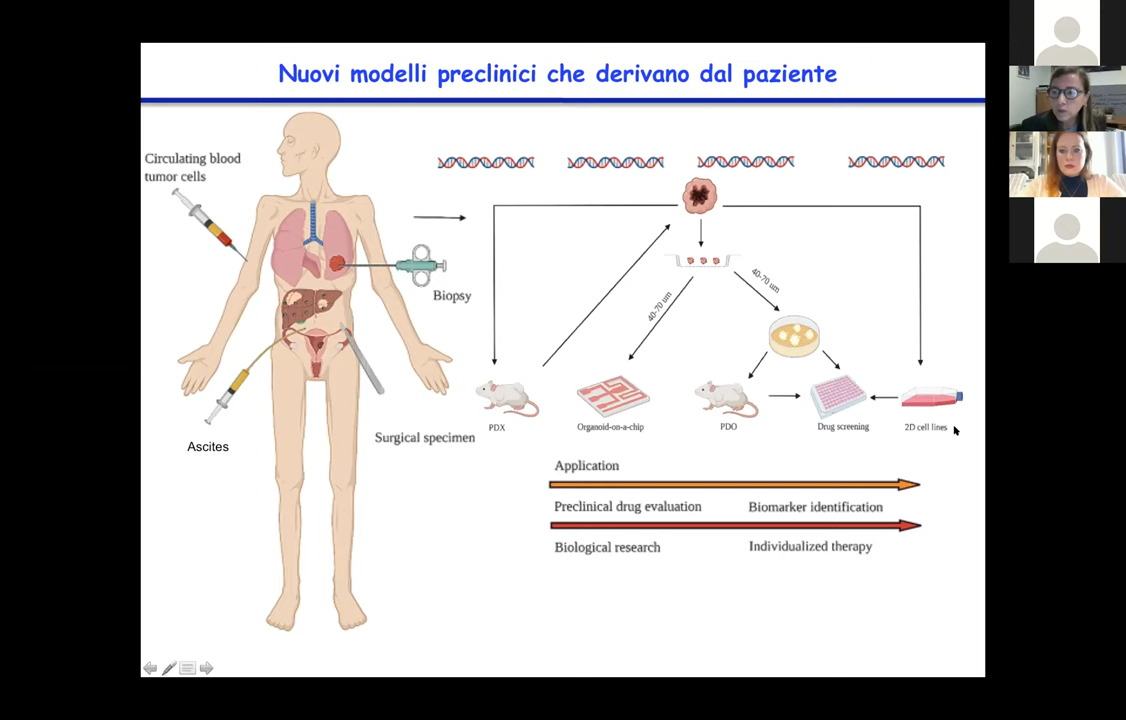 Nuovi modelli preclinici che derivano dal paziente
Circulating blood
tumor cells
Biopsy
Ascites
Surgical specimen
40-70 um
40-70 um
PDX
Organoid-on-a-chip
PDO
Drug screening
2D cell lines
Application
Preclinical drug evaluation
Biomarker identification
Biological research
Individualized therapy